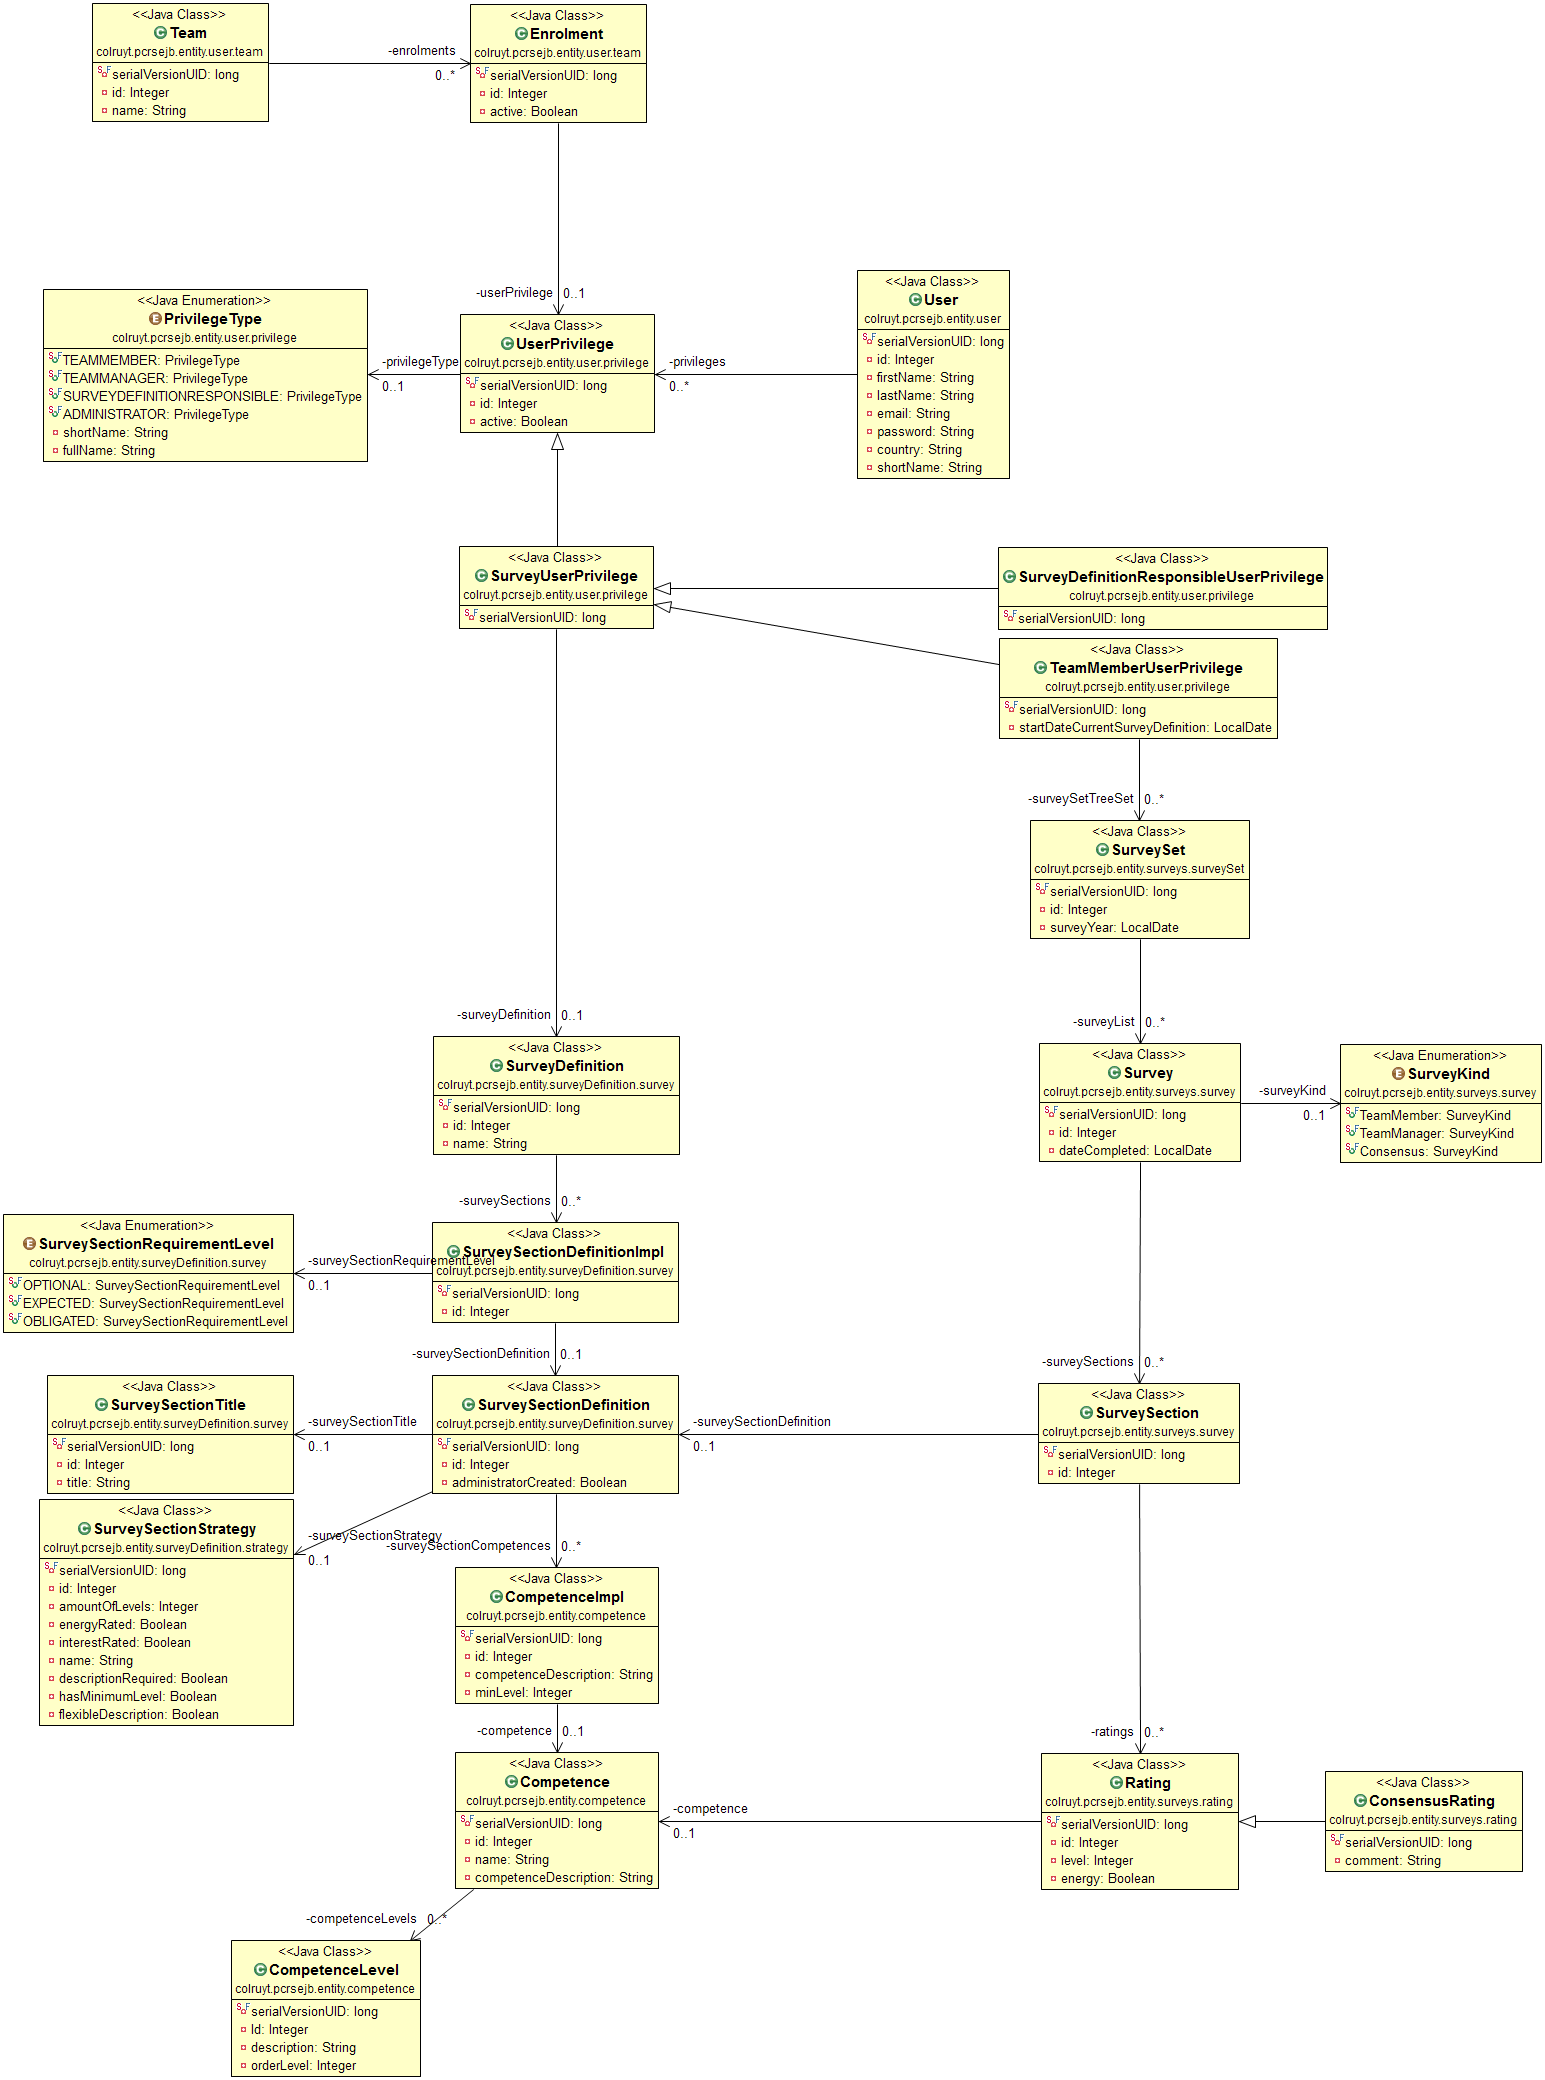 <<Java Class>>
Team
colruyt.pcrsejb.entity.user.team
serialVersionUID: long
id: Integer
name: String
-enrolments
0..*
<<Java Class>>
Enrolment
colruyt.pcrsejb.entity.user.team
serialVersionUID: long
id: Integer
active: Boolean
-userPrivilege
0..1
<<Java Enumeration>>
PrivilegeType
colruyt.pcrsejb.entity.user.privilege
TEAMMEMBER: PrivilegeType
TEAMMANAGER: PrivilegeType
SURVEYDEFINITIONRESPONSIBLE: PrivilegeType
ADMINISTRATOR: PrivilegeType
shortName: String
fullName: String
-privilegeType
0..1
<<Java Class>>
UserPrivilege
colruyt.pcrsejb.entity.user.privilege
serialVersionUID: long
id: Integer
active: Boolean
-privileges
0..*
<<Java Class>>
User
colruyt.pcrsejb.entity.user
serialVersionUID: long
id: Integer
firstName: String
lastName: String
email: String
password: String
country: String
shortName: String
<<Java Class>>
SurveyUserPrivilege
colruyt.pcrsejb.entity.user.privilege
serialVersionUID: long
<<Java Class>>
SurveyDefinitionResponsibleUserPrivilege
colruyt.pcrsejb.entity.user.privilege
serialVersionUID: long
<<Java Class>>
TeamMemberUserPrivilege
colruyt.pcrsejb.entity.user.privilege
serialVersionUID: long
startDateCurrentSurveyDefinition: LocalDate
-surveySetTreeSet
0..*
<<Java Class>>
SurveySet
colruyt.pcrsejb.entity.surveys.surveySet
serialVersionUID: long
id: Integer
surveyYear: LocalDate
-surveyDefinition
0..1
-surveyList
0..*
<<Java Class>>
SurveyDefinition
colruyt.pcrsejb.entity.surveyDefinition.survey
serialVersionUID: long
id: Integer
name: String
<<Java Class>>
Survey
colruyt.pcrsejb.entity.surveys.survey
serialVersionUID: long
id: Integer
dateCompleted: LocalDate
-surveyKind
0..1
<<Java Enumeration>>
SurveyKind
colruyt.pcrsejb.entity.surveys.survey
TeamMember: SurveyKind
TeamManager: SurveyKind
Consensus: SurveyKind
-surveySections
0..*
<<Java Enumeration>>
SurveySectionRequirementLevel
colruyt.pcrsejb.entity.surveyDefinition.survey
OPTIONAL: SurveySectionRequirementLevel
EXPECTED: SurveySectionRequirementLevel
OBLIGATED: SurveySectionRequirementLevel
-surveySectionRequirementLevel
0..1
<<Java Class>>
SurveySectionDefinitionImpl
colruyt.pcrsejb.entity.surveyDefinition.survey
serialVersionUID: long
id: Integer
-surveySectionDefinition
0..1
-surveySections
0..*
<<Java Class>>
SurveySectionTitle
colruyt.pcrsejb.entity.surveyDefinition.survey
serialVersionUID: long
id: Integer
title: String
-surveySectionTitle
0..1
<<Java Class>>
SurveySectionDefinition
colruyt.pcrsejb.entity.surveyDefinition.survey
serialVersionUID: long
id: Integer
administratorCreated: Boolean
-surveySectionDefinition
0..1
<<Java Class>>
SurveySection
colruyt.pcrsejb.entity.surveys.survey
serialVersionUID: long
id: Integer
<<Java Class>>
SurveySectionStrategy
colruyt.pcrsejb.entity.surveyDefinition.strategy
serialVersionUID: long
id: Integer
amountOfLevels: Integer
energyRated: Boolean
interestRated: Boolean
name: String
descriptionRequired: Boolean
hasMinimumLevel: Boolean
flexibleDescription: Boolean
-surveySectionStrategy
0..1
-surveySectionCompetences
0..*
<<Java Class>>
CompetenceImpl
colruyt.pcrsejb.entity.competence
serialVersionUID: long
id: Integer
competenceDescription: String
minLevel: Integer
-competence
0..1
-ratings
0..*
<<Java Class>>
Competence
colruyt.pcrsejb.entity.competence
serialVersionUID: long
id: Integer
name: String
competenceDescription: String
-competence
0..1
<<Java Class>>
Rating
colruyt.pcrsejb.entity.surveys.rating
serialVersionUID: long
id: Integer
level: Integer
energy: Boolean
<<Java Class>>
ConsensusRating
colruyt.pcrsejb.entity.surveys.rating
serialVersionUID: long
comment: String
-competenceLevels
0..*
<<Java Class>>
CompetenceLevel
colruyt.pcrsejb.entity.competence
serialVersionUID: long
Id: Integer
description: String
orderLevel: Integer